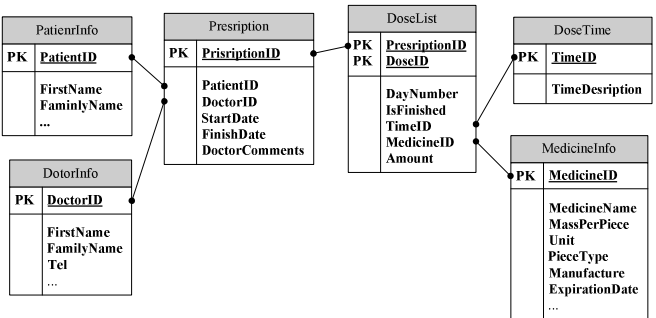 PatienrInfo
PK PatientID
FirstName
FaminlyName
...
DotorInfo
PK DoctorID
FirstName
FamilyName
Tel
...
Presription
PK PrisriptionID
PatientID
DoctorID
StartDate
FinishDate
DoctorComments
DoseList
PK PresriptionID
PK DoseID
DayNumber
IsFinished
TimeID
MedicineID
Amount
DoseTime
PK TimeID
TimeDesription
MedicineInfo
PK MedicineID
MedicineName
MassPerPiece
Unit
PieceType
Manufacture
ExpirationDate
...